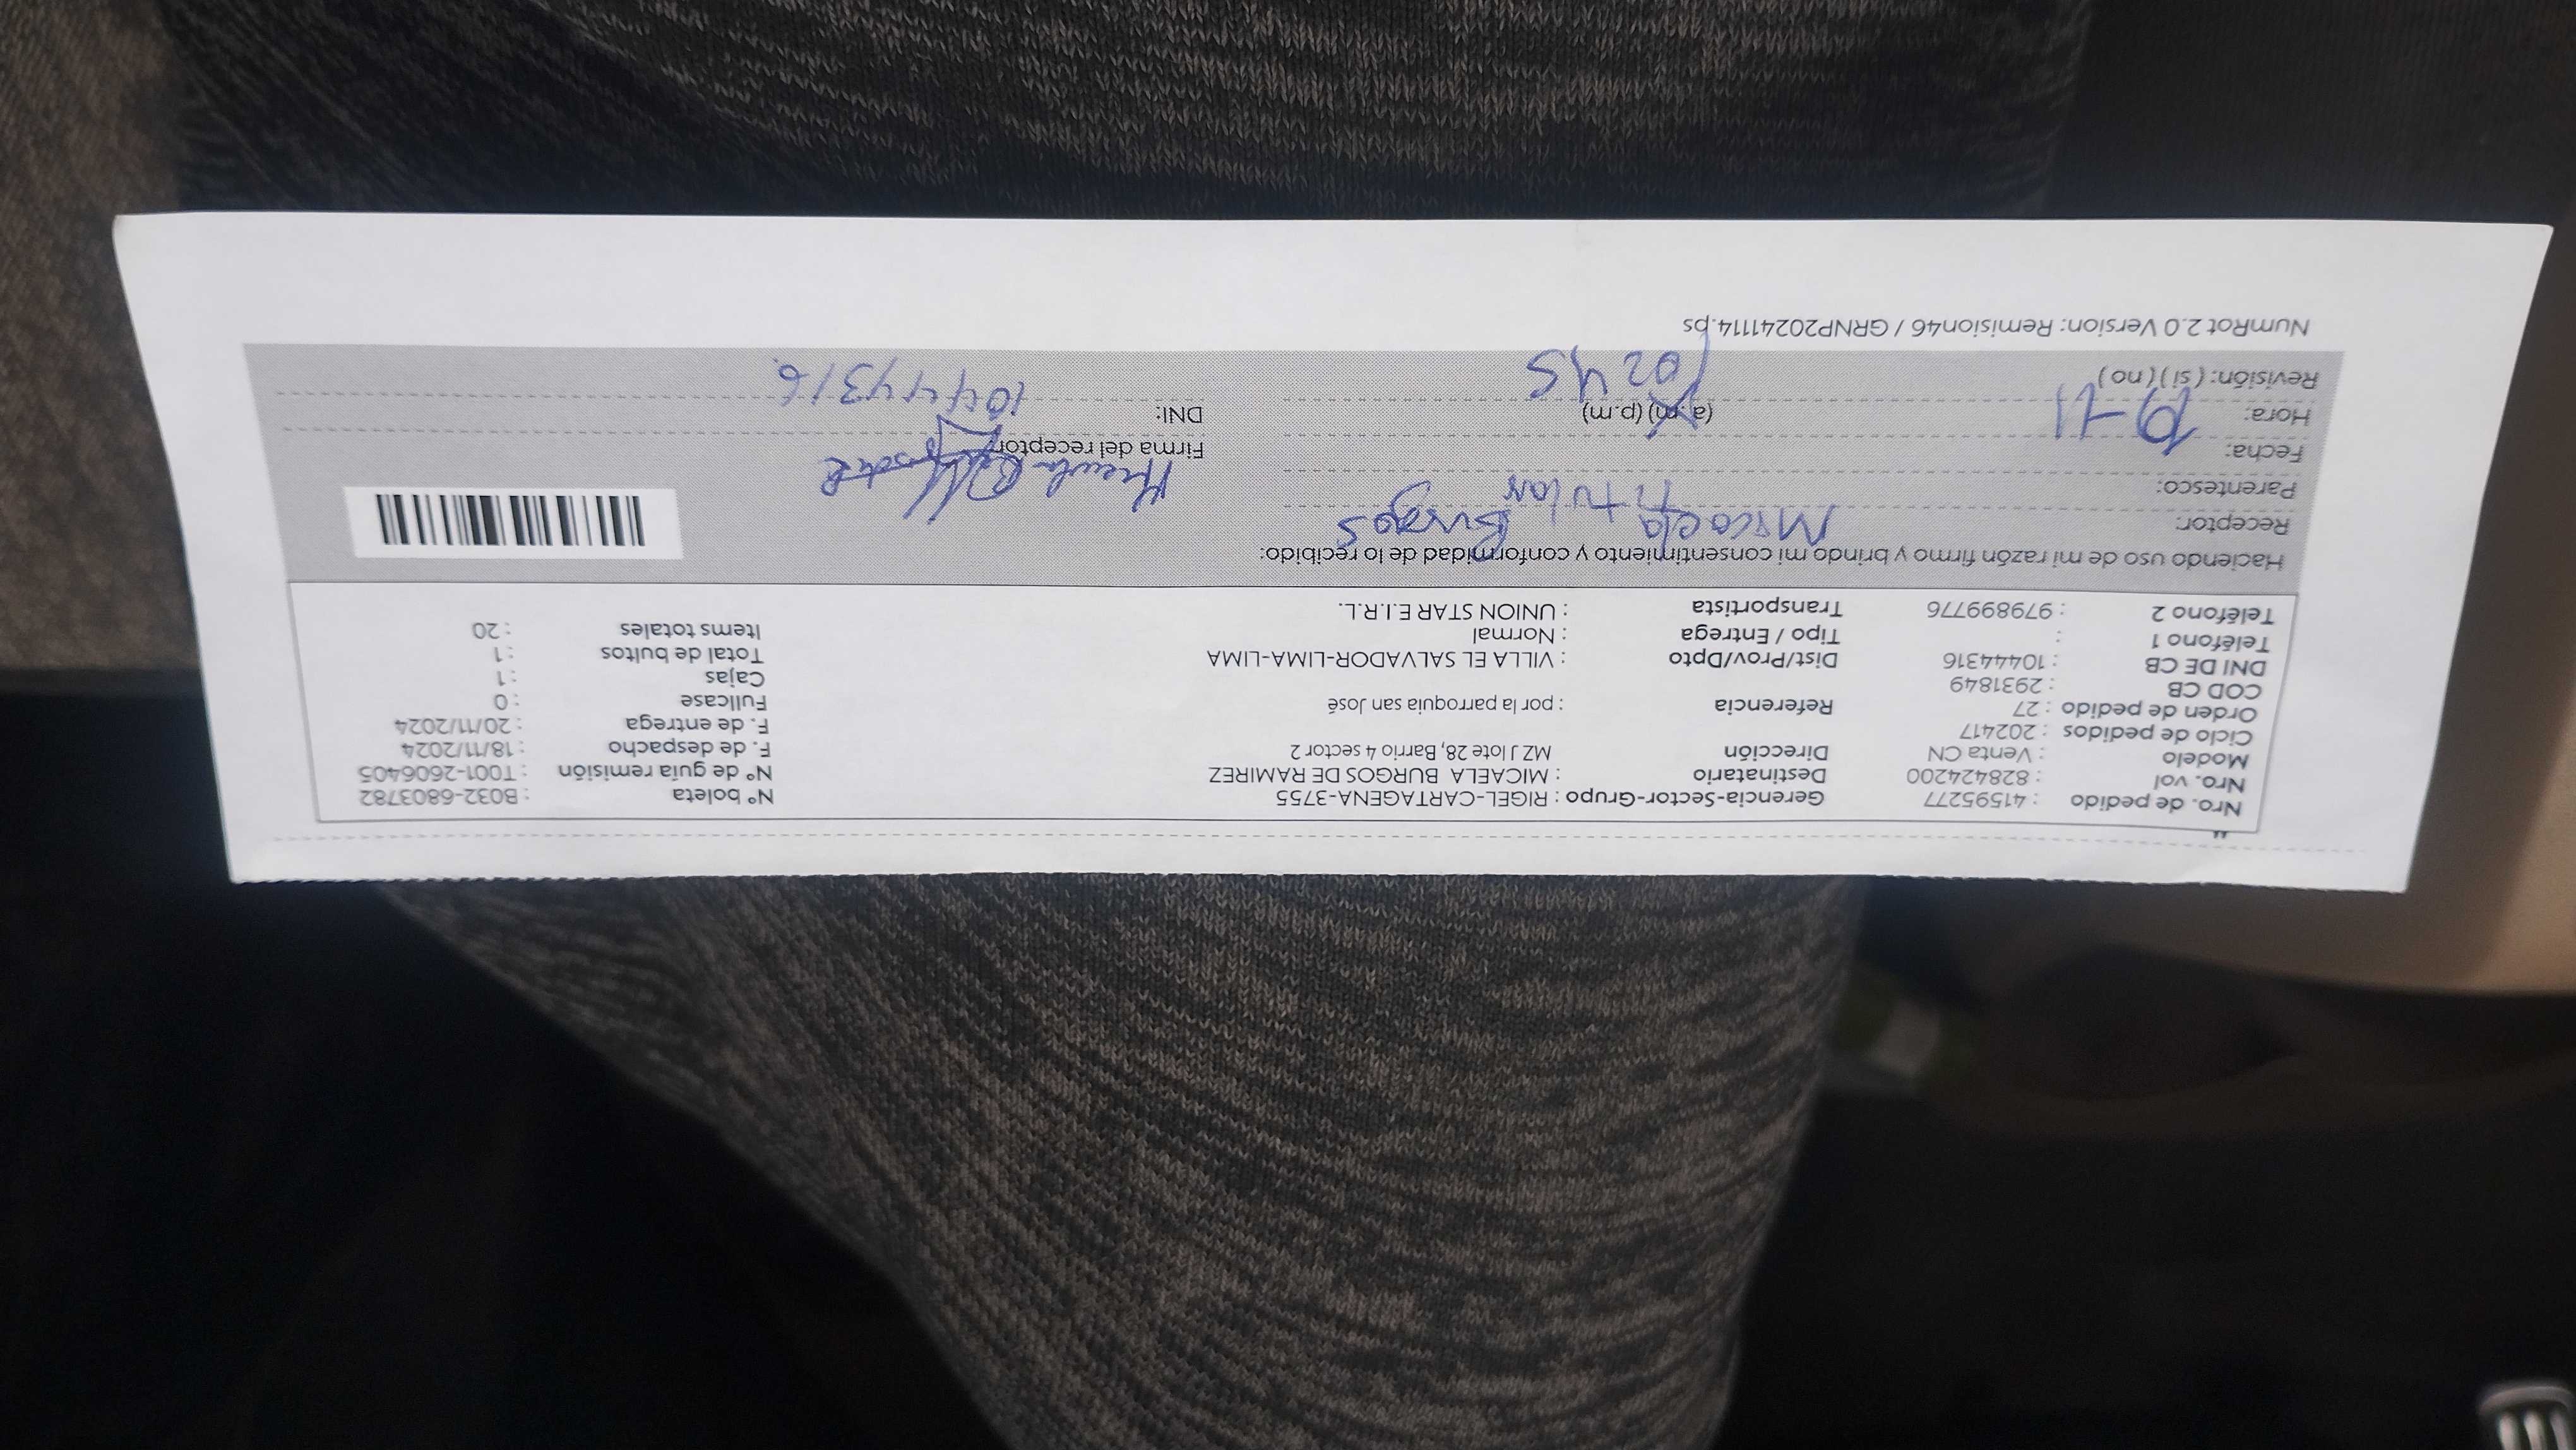 Nro. de pedido : 41595277 Gerencia-Sector-Grupo : RIGEL-CARTAGENA-3755 N° boleta : B032-6803782
Nro. vol : 828424200 Destinatario : MICAELA BURGOS DE RAMIREZ N° de guía remisión : T001-2606405
Modelo : Venta CN Dirección MZ J lote 28, Barrio 4 sector 2 F. de despacho : 18/11/2024
Ciclo de pedidos : 202417 F. de entrega : 20/11/2024
Orden de pedido : 27 Referencia : por la parroquia san José Fullcase : 0
COD CB : 2931849 Cajas : 1
DNI DE CB : 10444316 Dist/Prov/Dpto : VILLA EL SALVADOR-LIMA-LIMA Total de bultos : 1
Teléfono 1 : Tipo / Entrega : Normal Items totales : 20
Teléfono 2 : 979899776 Transportista : UNION STAR E.I.R.L.
Haciendo uso de mi razón firmo y brindo mi consentimiento y conformidad de lo recibido:
Receptor: Micaela Burgos
Parentesco: titular
Fecha: 19-11 Firma del receptor
Hora: (a.m) (p.m) 02 45 DNI: 10444316
Revisión: ( si ) ( no )
NumRot 2.0 Version: Remision46 / GRNP20241114.ps